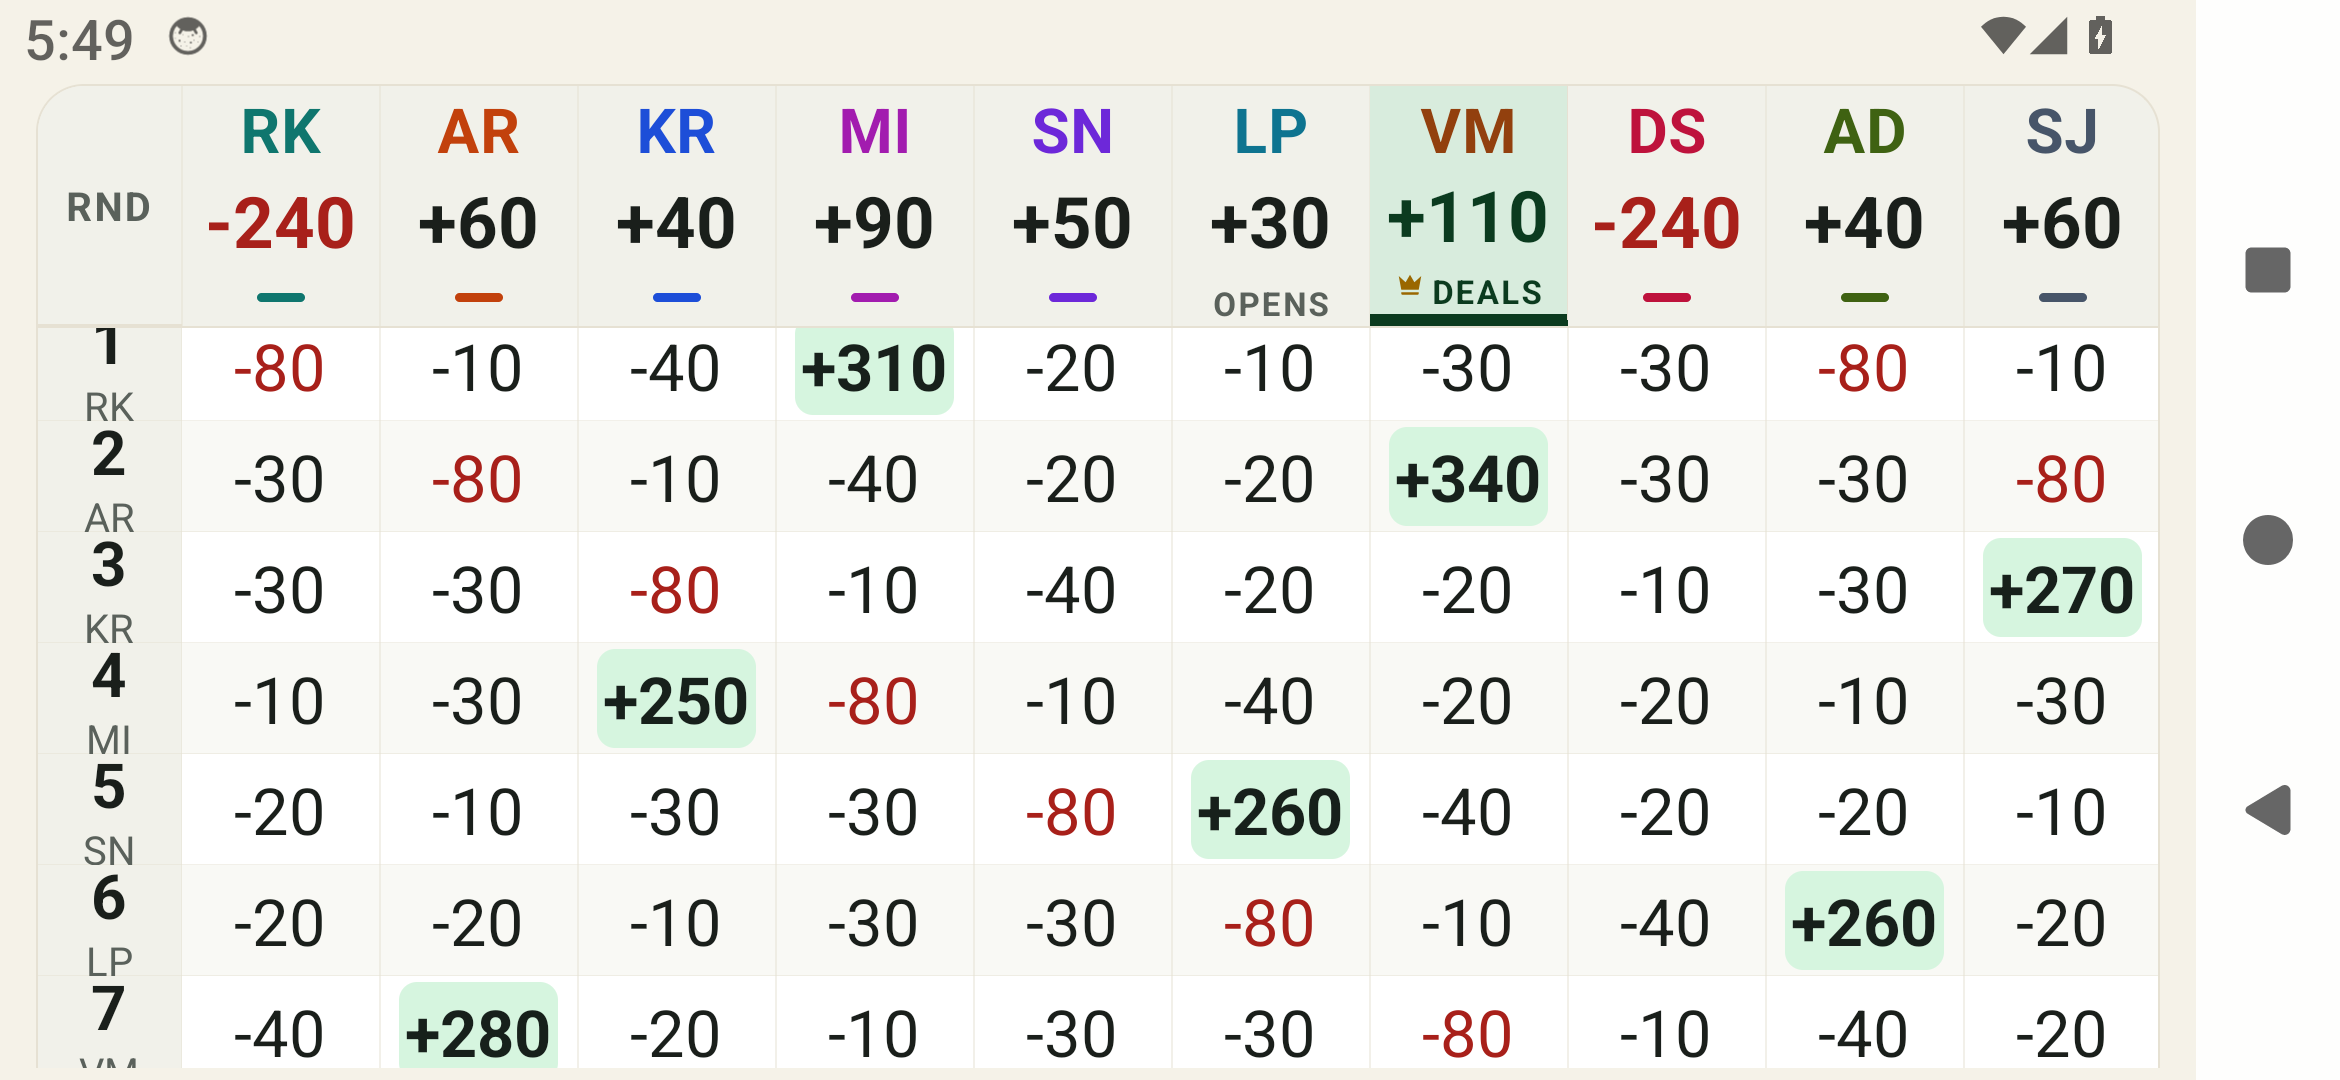 5:49
RND RK AR KR MI SN LP VM DS AD SJ
-240 +60 +40 +90 +50 +30 +110 -240 +40 +60
OPENS DEALS
1 -80 -10 -40 +310 -20 -10 -30 -30 -80 -10
RK
2 -30 -80 -10 -40 -20 -20 +340 -30 -30 -80
AR
3 -30 -30 -80 -10 -40 -20 -20 -10 -30 +270
KR
4 -10 -30 +250 -80 -10 -40 -20 -20 -10 -30
MI
5 -20 -10 -30 -30 -80 +260 -40 -20 -20 -10
SN
6 -20 -20 -10 -30 -30 -80 -10 -40 +260 -20
LP
7 -40 +280 -20 -10 -30 -30 -80 -10 -40 -20
VM